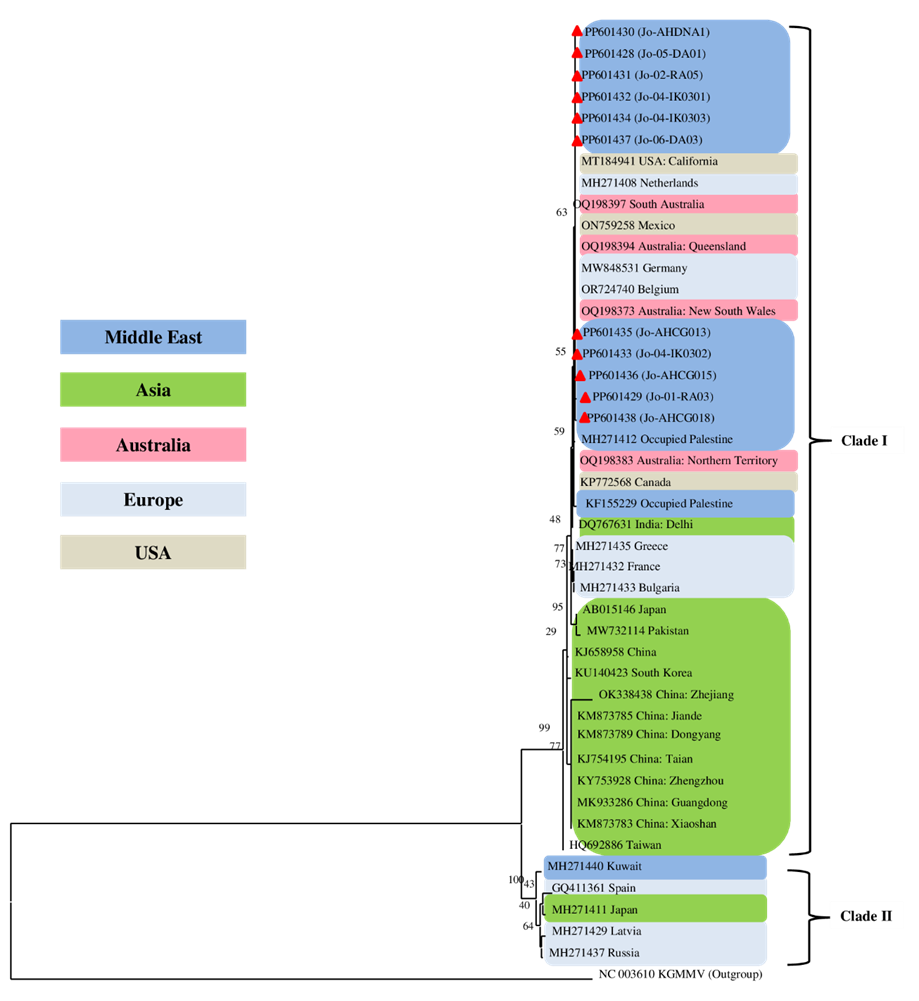 PP601430 (Jo-AHDNA1)
PP601428 (Jo-05-DA01)
PP601431 (Jo-02-RA05)
PP601432 (Jo-04-IK0301)
PP601434 (Jo-04-IK0303)
PP601437 (Jo-06-DA03)
MT184941 USA: California
MH271408 Netherlands
OQ198397 South Australia
63
ON759258 Mexico
OQ198394 Australia: Queensland
MW848531 Germany
OR724740 Belgium
OQ198373 Australia: New South Wales
PP601435 (Jo-AHCG013)
Middle East
55
PP601433 (Jo-04-IK0302)
PP601436 (Jo-AHCG015)
Asia
PP601429 (Jo-01-RA03)
PP601438 (Jo-AHCG018)
59
MH271412 Occupied Palestine
Clade I
Australia
OQ198383 Australia: Northern Territory
KP772568 Canada
Europe
KF155229 Occupied Palestine
48
DQ767631 India: Delhi
77
MH271435 Greece
USA
73
MH271432 France
MH271433 Bulgaria
95
AB015146 Japan
29
MW732114 Pakistan
KJ658958 China
KU140423 South Korea
OK338438 China: Zhejiang
KM873785 China: Jiande
99
KM873789 China: Dongyang
77
KJ754195 China: Taian
KY753928 China: Zhengzhou
MK933286 China: Guangdong
KM873783 China: Xiaoshan
HQ692886 Taiwan
MH271440 Kuwait
100
43
GQ411361 Spain
40
MH271411 Japan
Clade II
64
MH271429 Latvia
MH271437 Russia
NC 003610 KGMMV (Outgroup)